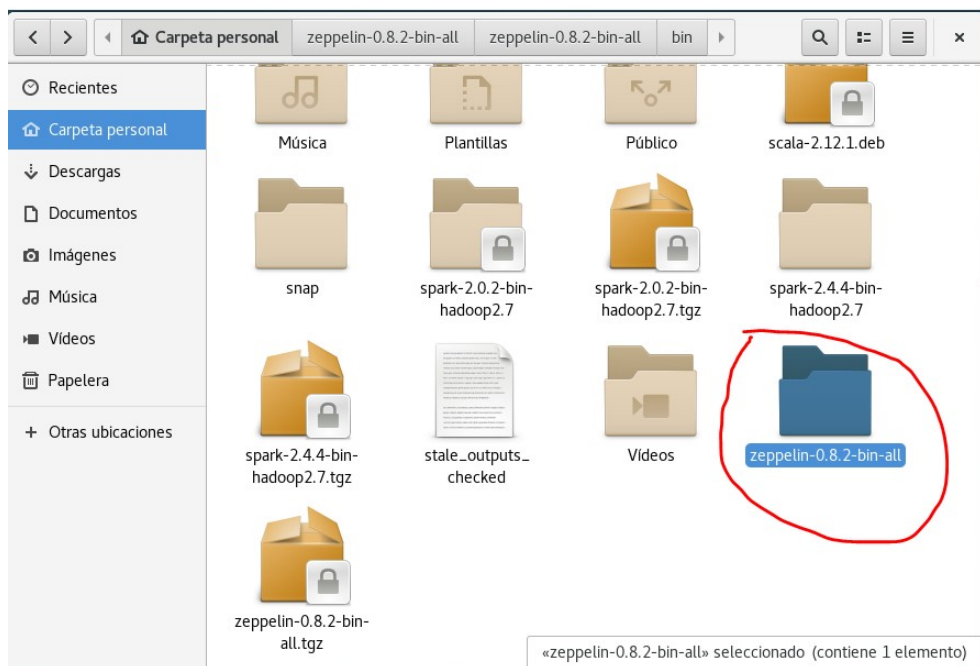 Carpeta personal zeppelin-0.8.2-bin-all zeppelin-0.8.2-bin-all bin
Recientes
Carpeta personal
Descargas
Documentos
Imágenes
Música
Vídeos
Papelera
+ Otras ubicaciones
Música Plantillas Público scala-2.12.1.deb
snap spark-2.0.2-bin- spark-2.0.2-bin- spark-2.4.4-bin-
hadoop2.7 hadoop2.7.tgz hadoop2.7
spark-2.4.4-bin- stale_outputs_ Vídeos zeppelin-0.8.2-bin-all
hadoop2.7.tgz checked
zeppelin-0.8.2-bin-
all.tgz
«zeppelin-0.8.2-bin-all» seleccionado (contiene 1 elemento)